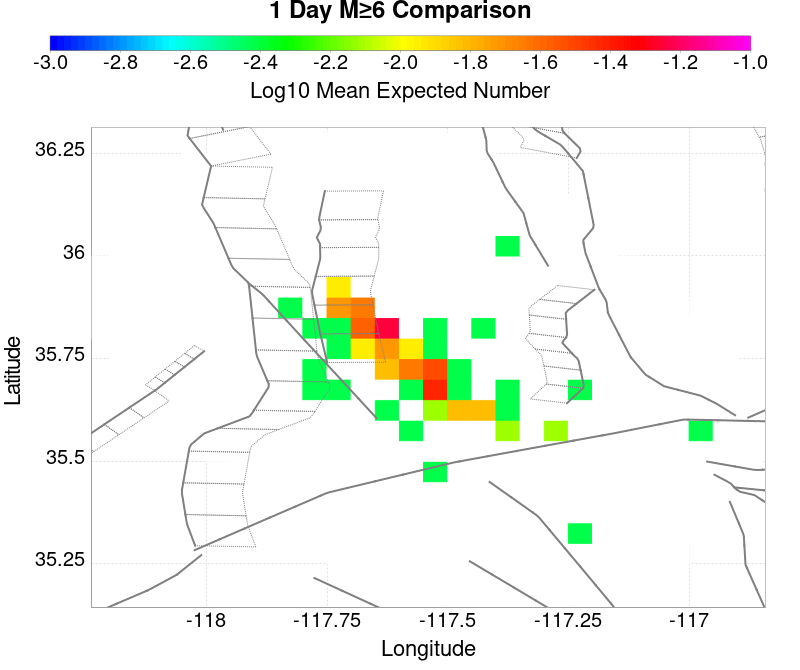 1 Day M≥6 Comparison
-3.0 -2.8 -2.6 -2.4 -2.2 -2.0 -1.8 -1.6 -1.4 -1.2 -1.0
Log10 Mean Expected Number
36.25
36
35.75
35.5
35.25
Latitude
-118 -117.75 -117.5 -117.25 -117
Longitude